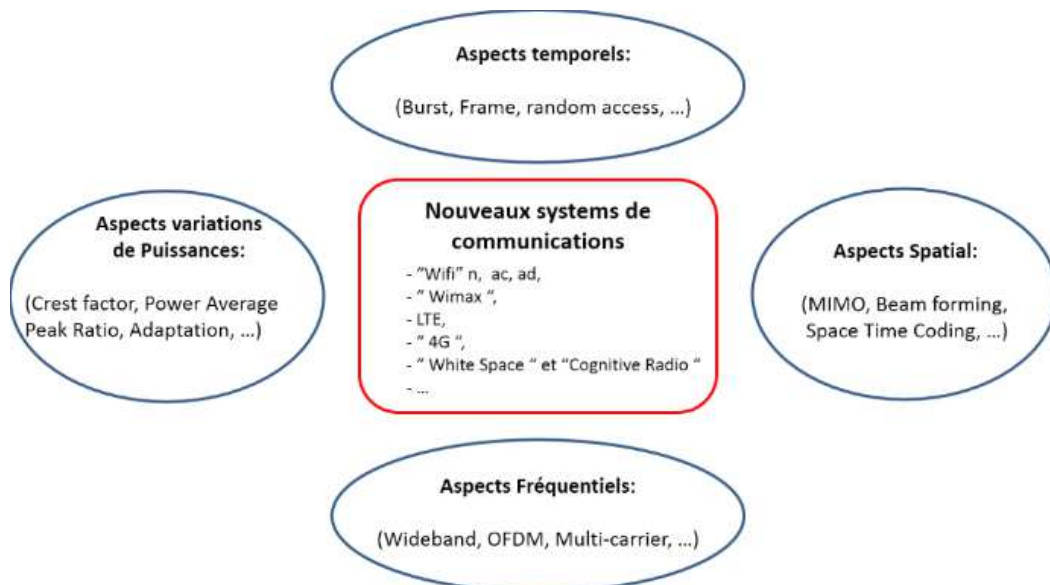 Aspects temporels:
(Burst, Frame, random access, ...)
Aspects variations
de Puissances:
(Crest factor, Power Average
Peak Ratio, Adaptation, ...)
Nouveaux systems de
communications
- "Wifi" n, ac, ad,
- " Wimax ",
- LTE,
- " 4G ",
- " White Space " et "Cognitive Radio "
- ...
Aspects Spatial:
(MIMO, Beam forming,
Space Time Coding, ...)
Aspects Fréquentiels:
(Wideband, OFDM, Multi-carrier, ...)